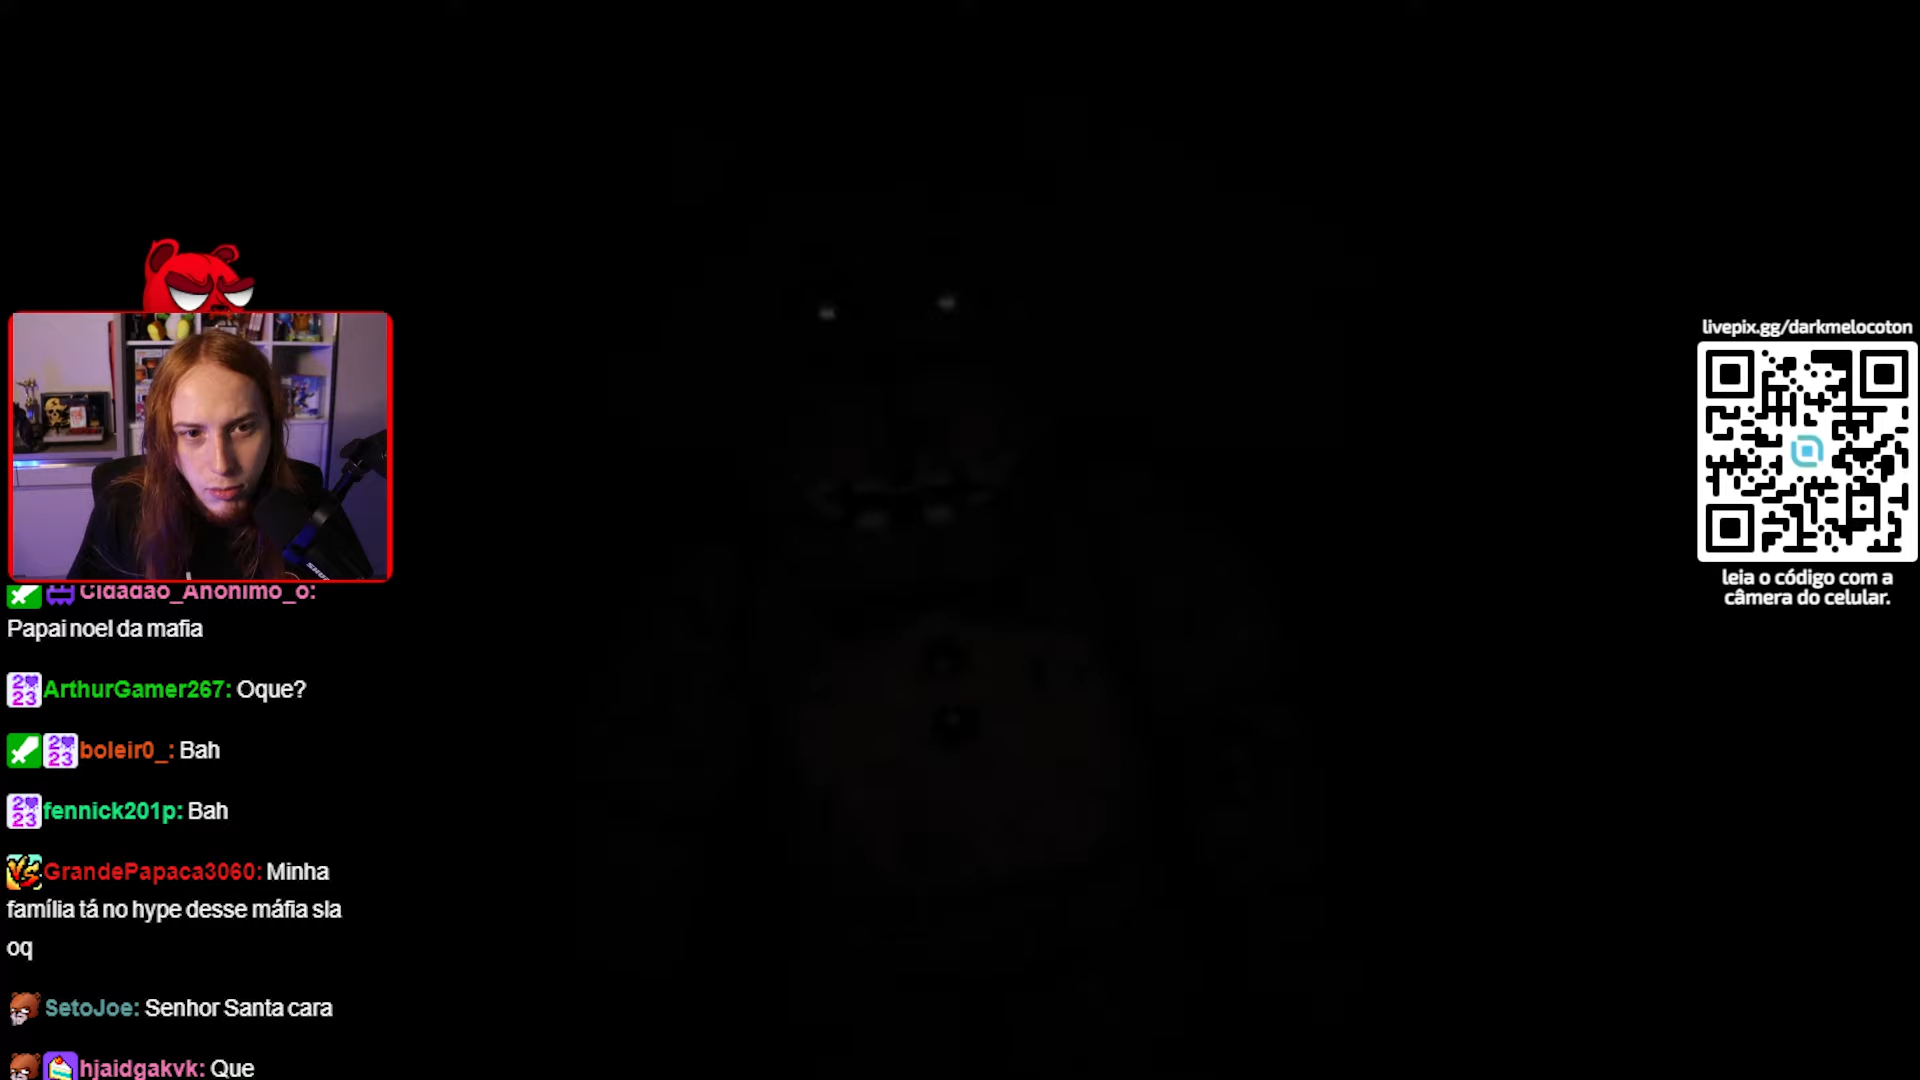 livepix.gg/darkmelocoton
leia o código com a
câmera do celular.
Cidadao_Anonimo_o:
Papai noel da mafia
ArthurGamer267: Oque?
boleir0_: Bah
fennick201p: Bah
GrandePapaca3060: Minha
família tá no hype desse máfia sla
oq
SetoJoe: Senhor Santa cara
hjaidgakvk: Que